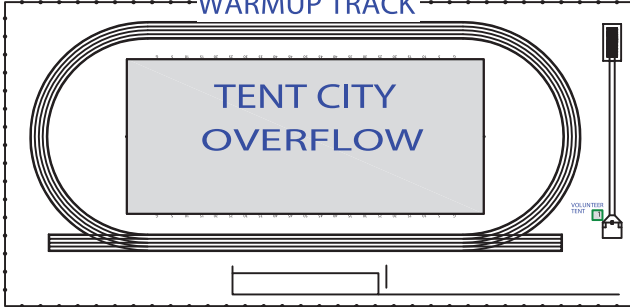 WARMUP TRACK
TENT CITY
OVERFLOW
VOLUNTEER
TENT